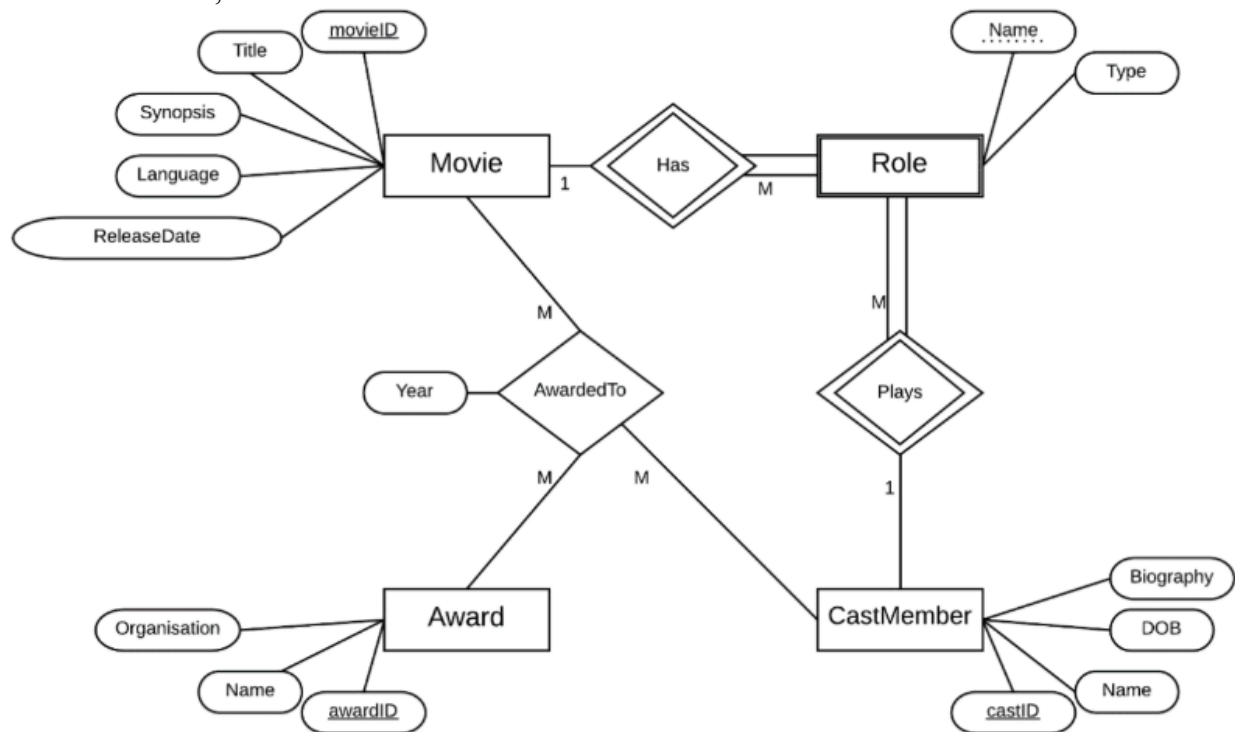 movieID
Title
Synopsis
Language
ReleaseDate
Movie
1
Has
M
Role
Name
Type
M
M
Year
AwardedTo
Plays
M
M
1
Organisation
Name
awardID
Award
CastMember
Biography
DOB
Name
castID